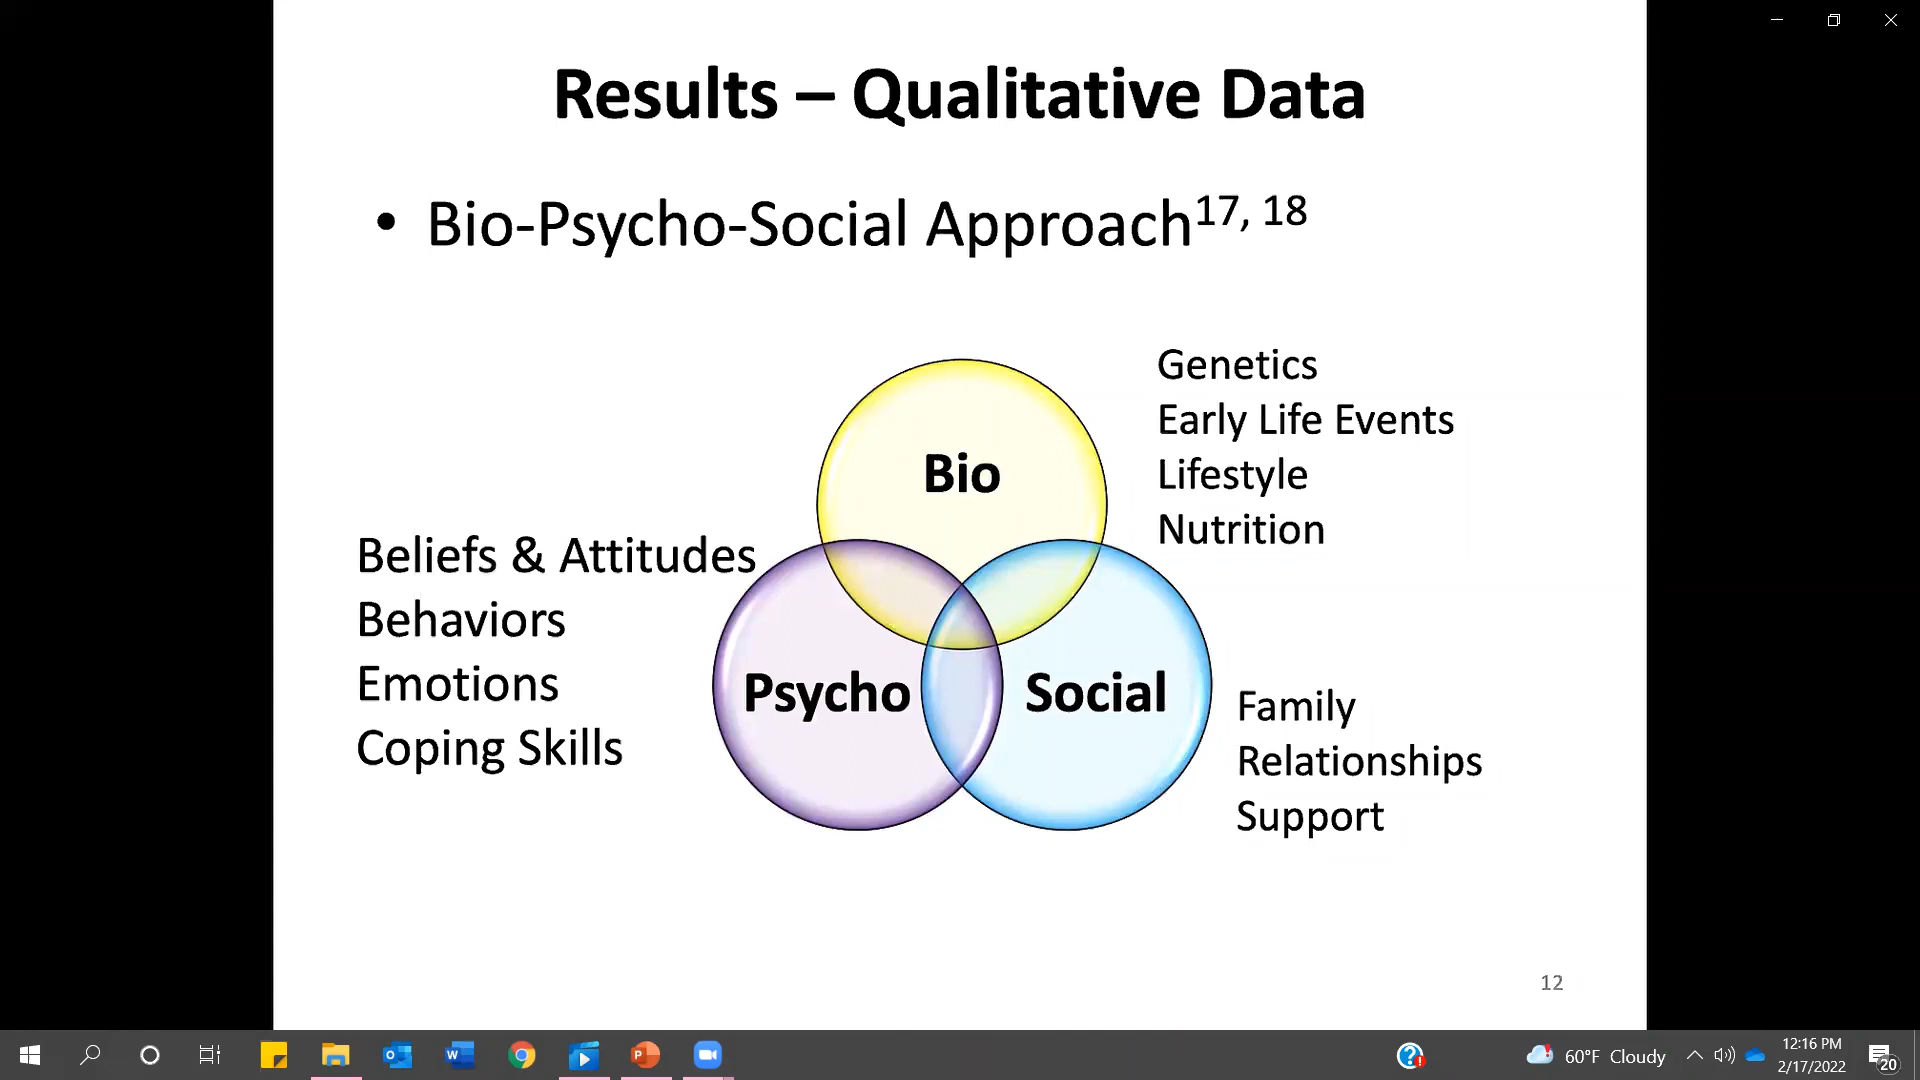 Results – Qualitative Data
• Bio-Psycho-Social Approach17, 18
Genetics
Early Life Events
Lifestyle
Nutrition
Bio
Beliefs & Attitudes
Behaviors
Emotions
Coping Skills
Psycho
Social
Family
Relationships
Support
12
60°F Cloudy
12:16 PM
2/17/2022
20